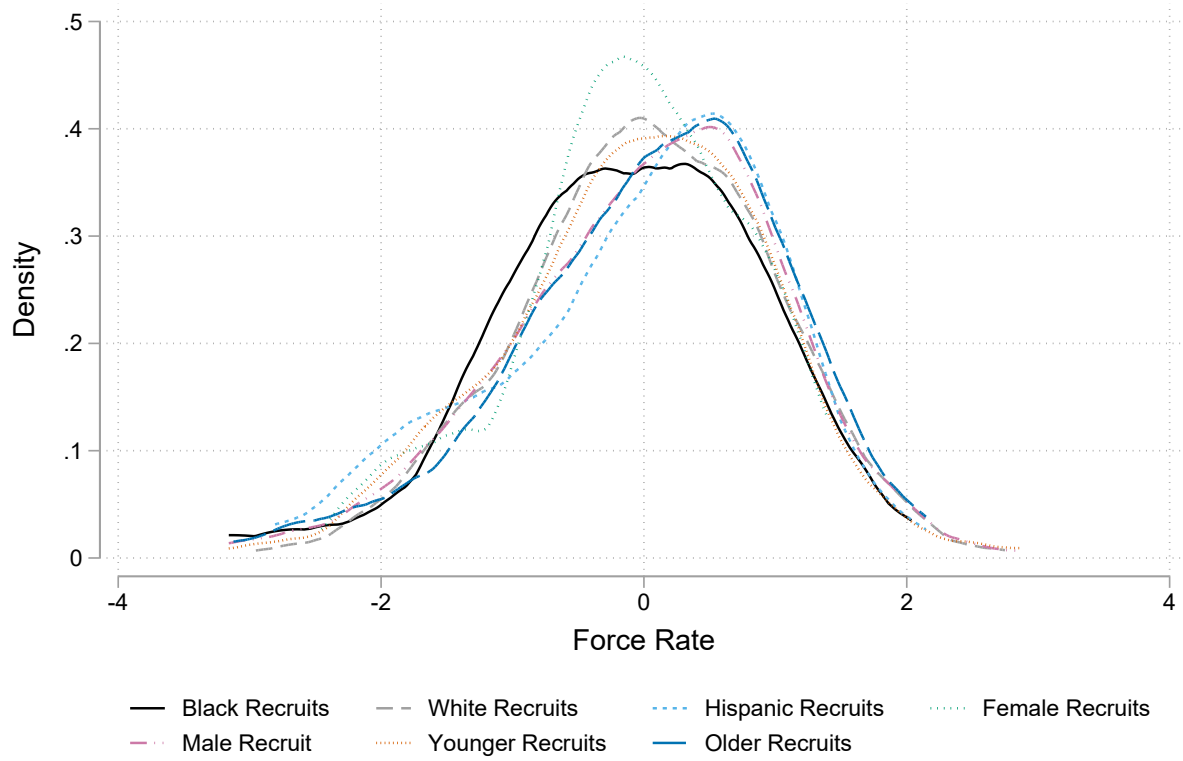 .5
.4
.3
.2
.1
0
Density
-4 -2 0 2 4
Force Rate
Black Recruits White Recruits Hispanic Recruits Female Recruits
Male Recruit Younger Recruits Older Recruits